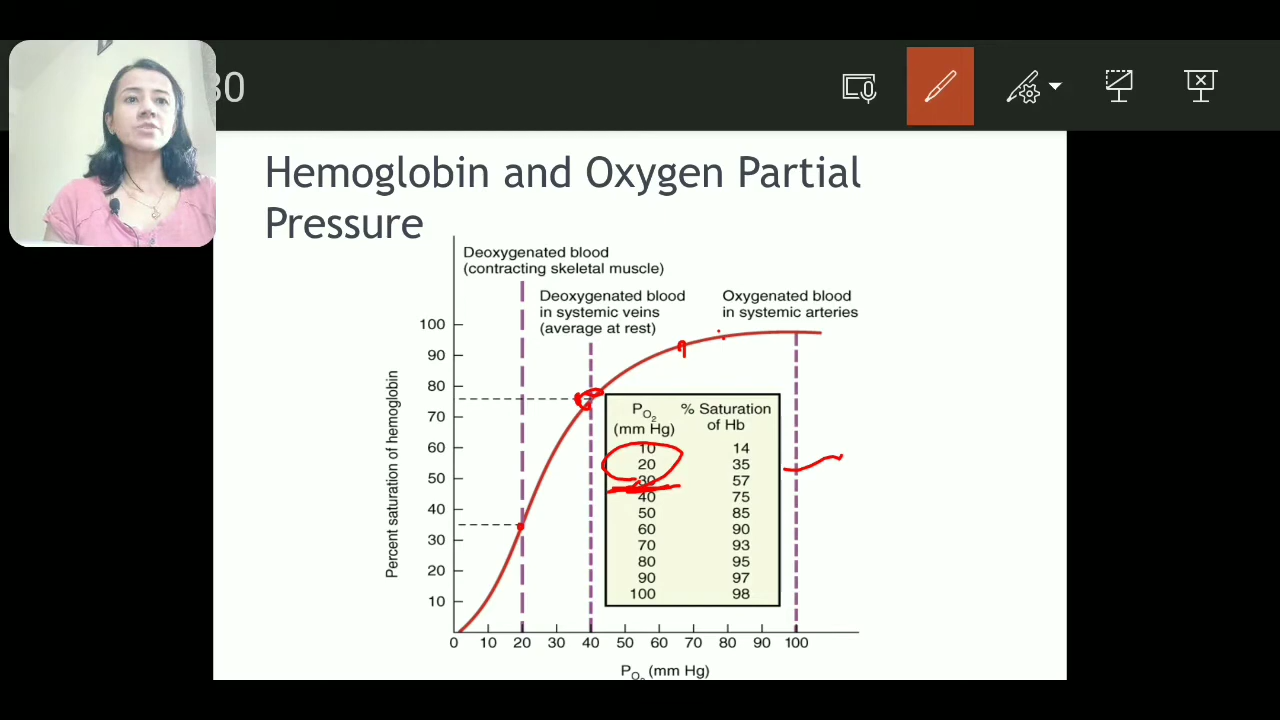 30
Hemoglobin and Oxygen Partial
Pressure
Deoxygenated blood
(contracting skeletal muscle)
Deoxygenated blood
in systemic veins
(average at rest)
Oxygenated blood
in systemic arteries
Percent saturation of hemoglobin
100
90
80
70
60
50
40
30
20
10
PO2 % Saturation
(mm Hg) of Hb
10 14
20 35
30 57
40 75
50 85
60 90
70 93
80 95
90 97
100 98
0 10 20 30 40 50 60 70 80 90 100
PO2 (mm Hg)